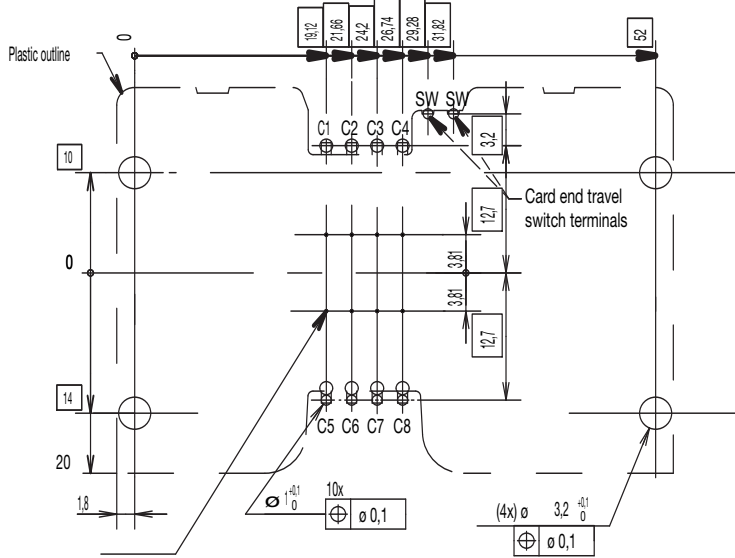 0 19,12 21,66 24,2 26,74 29,28 31,82 52
Plastic outline
SW SW
C1 C2 C3 C4
3,2
10
Card end travel
switch terminals
12,7
0
3,81
3,81
12,7
14
C5 C6 C7 C8
20
1,8
ø 1 +0,1 0
10x
⌖ ø 0,1
(4x) ø 3,2 +0,1 0
⌖ ø 0,1